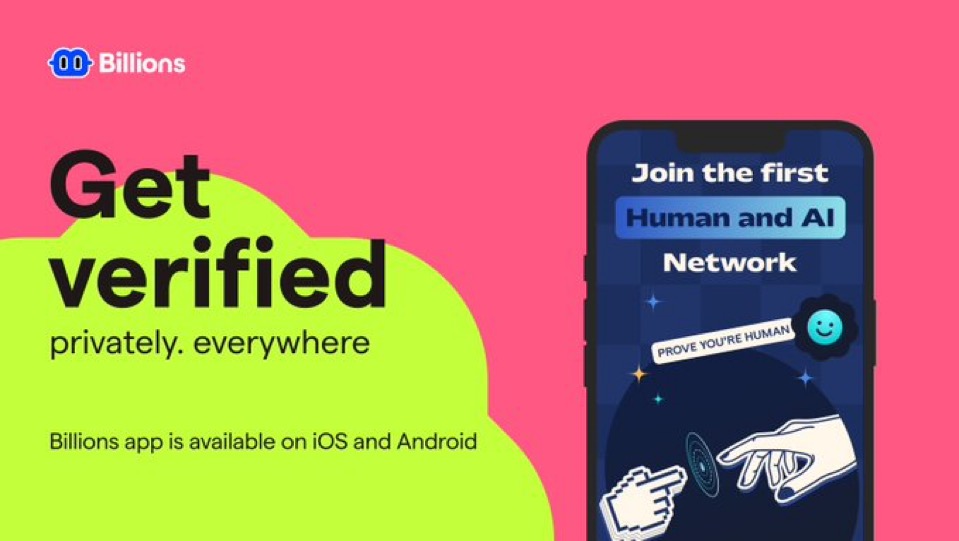 Billions
Get
verified
privately. everywhere
Billions app is available on iOS and Android
Join the first
Human and AI
Network
PROVE YOU'RE HUMAN